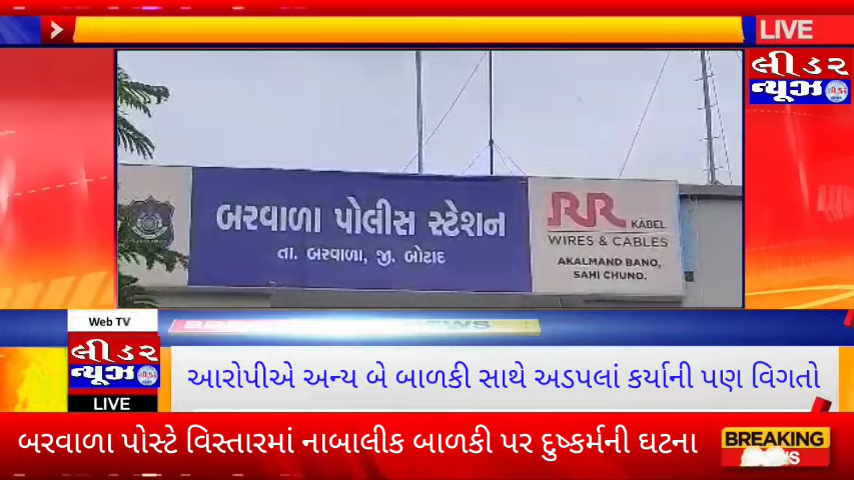 LIVE
લીડર
ન્યૂઝ
બરવાળા પોલીસ સ્ટેશન
તા. બરવાળા, જી. બોટાદ
RR KABEL
WIRES & CABLES
AKALMAND BANO,
SAHI CHUNO.
Web TV
લીડર
ન્યૂઝ
LIVE
આરોપીએ અન્ય બે બાળકી સાથે અડપલાં કર્યાની પણ વિગતો
બરવાળા પોસ્ટે વિસ્તારમાં નાબાલીક બાળકી પર દુષ્કર્મની ઘટના
BREAKING
NEWS